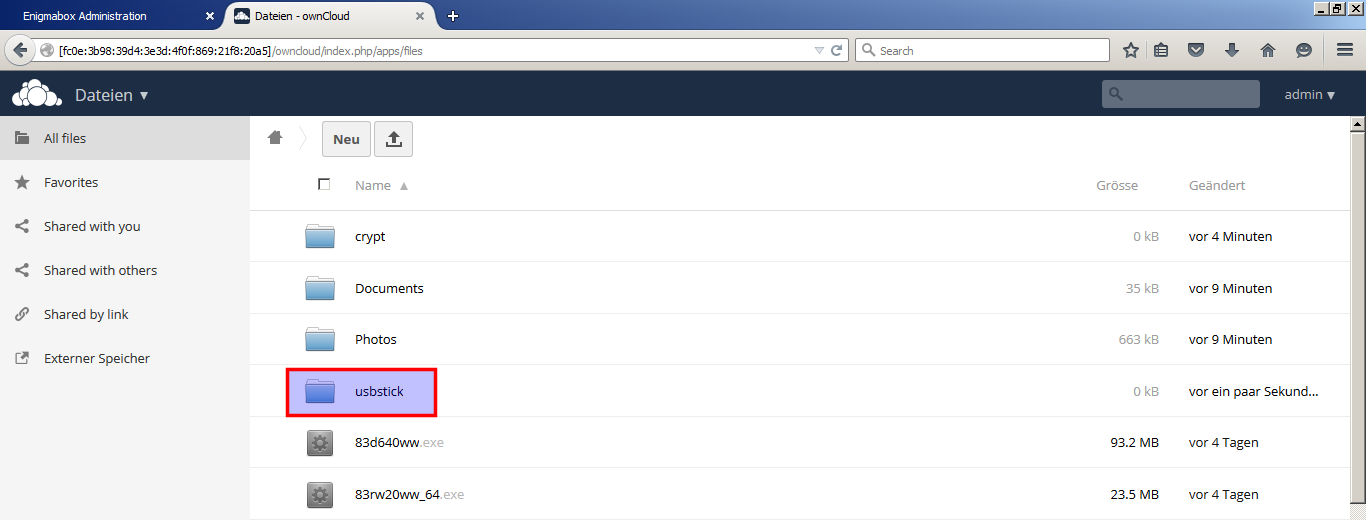 Enigmabox Administration
Dateien - ownCloud
[fc0e:3b98:39d4:3e3d:4f0f:869:21f8:20a5]/owncloud/index.php/apps/files
Search
Dateien
admin
All files
Favorites
Shared with you
Shared with others
Shared by link
Externer Speicher
Neu
Name Grösse Geändert
crypt 0 kB vor 4 Minuten
Documents 35 kB vor 9 Minuten
Photos 663 kB vor 9 Minuten
usbstick 0 kB vor ein paar Sekund...
83d640ww.exe 93.2 MB vor 4 Tagen
83rw20ww_64.exe 23.5 MB vor 4 Tagen